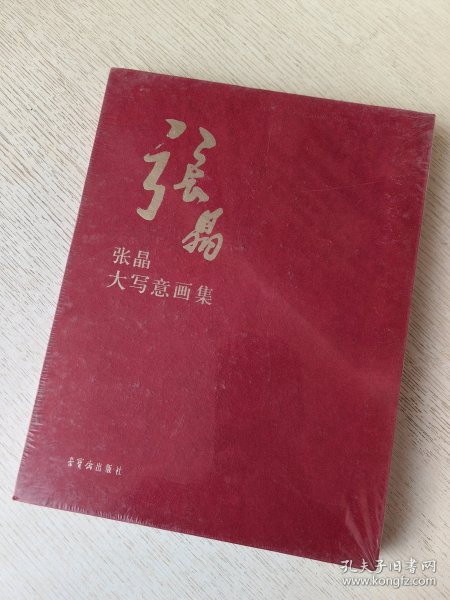 張晶
张晶
大写意画集
荣宝斋出版社
孔夫子旧书网
www.kongfz.com